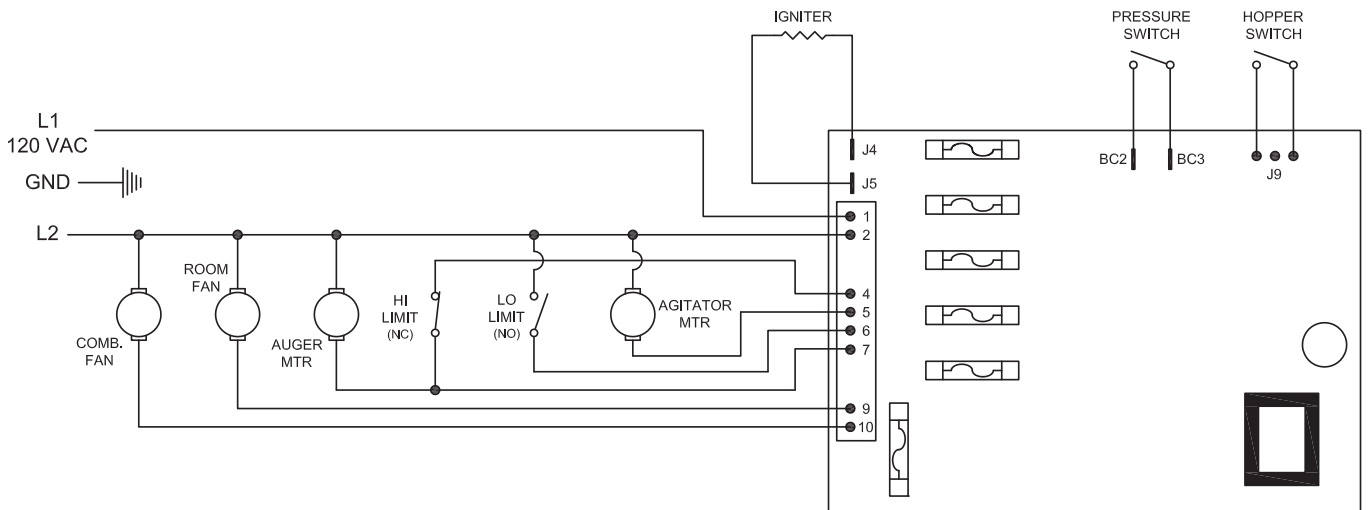 IGNITER
PRESSURE
SWITCH
HOPPER
SWITCH
L1
120 VAC
GND
L2
J4
J5
BC2
BC3
J9
1
2
4
5
6
7
9
10
COMB.
FAN
ROOM
FAN
AUGER
MTR
HI
LIMIT
(NC)
LO
LIMIT
(NO)
AGITATOR
MTR